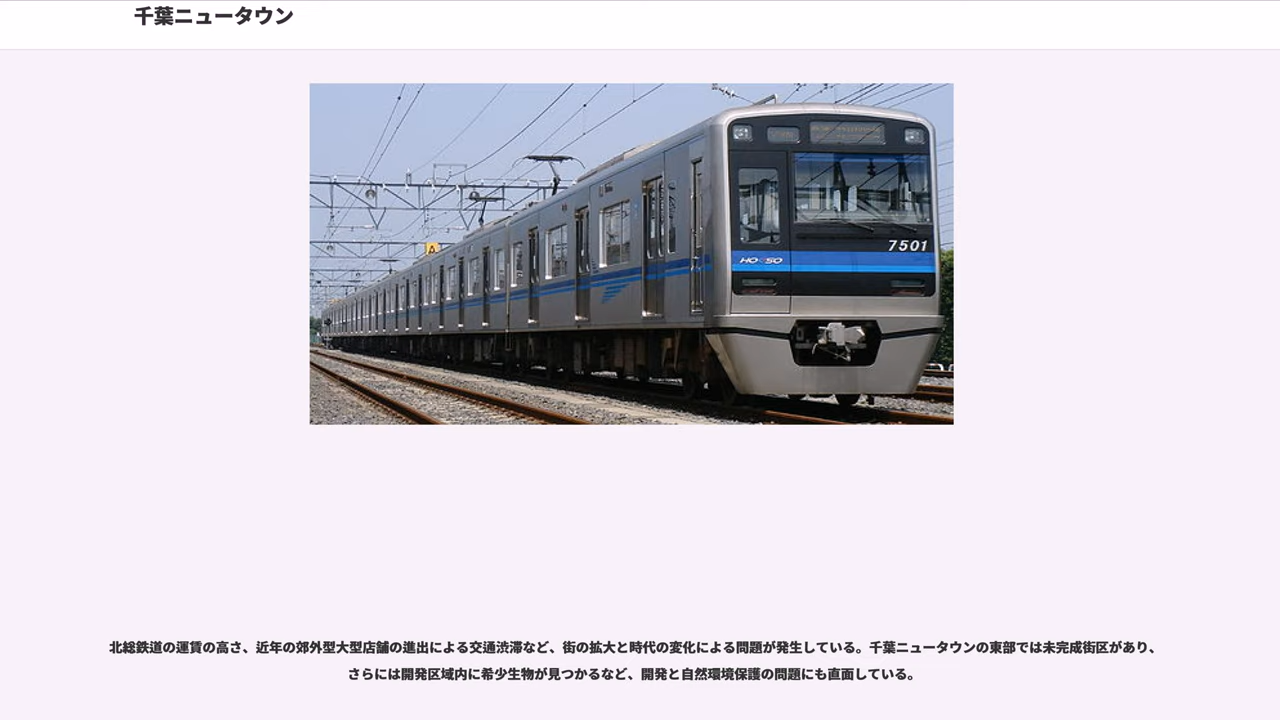 千葉ニュータウン
7501
HOKSO
北総鉄道の運賃の高さ、近年の郊外型大型店舗の進出による交通渋滞など、街の拡大と時代の変化による問題が発生している。千葉ニュータウンの東部では未完成街区があり、
さらには開発区域内に希少生物が見つかるなど、開発と自然環境保護の問題にも直面している。